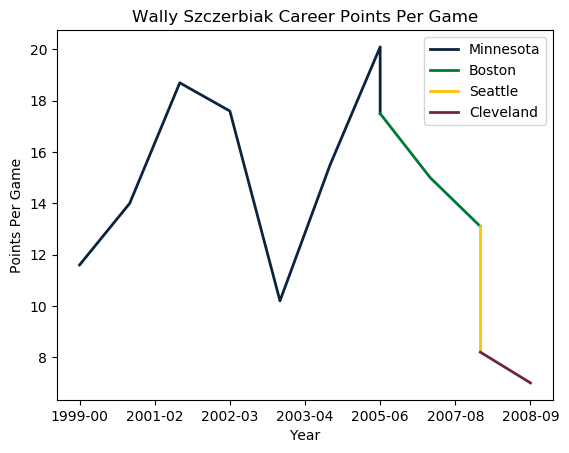 Wally Szczerbiak Career Points Per Game
Points Per Game
20
18
16
14
12
10
8
Minnesota
Boston
Seattle
Cleveland
1999-00 2001-02 2002-03 2003-04 2005-06 2007-08 2008-09
Year